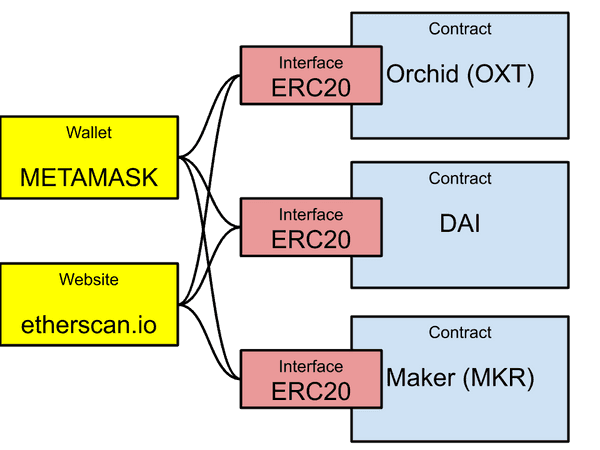 Contract
Interface
ERC20
Orchid (OXT)
Wallet
METAMASK
Contract
Interface
ERC20
DAI
Website
etherscan.io
Contract
Interface
ERC20
Maker (MKR)